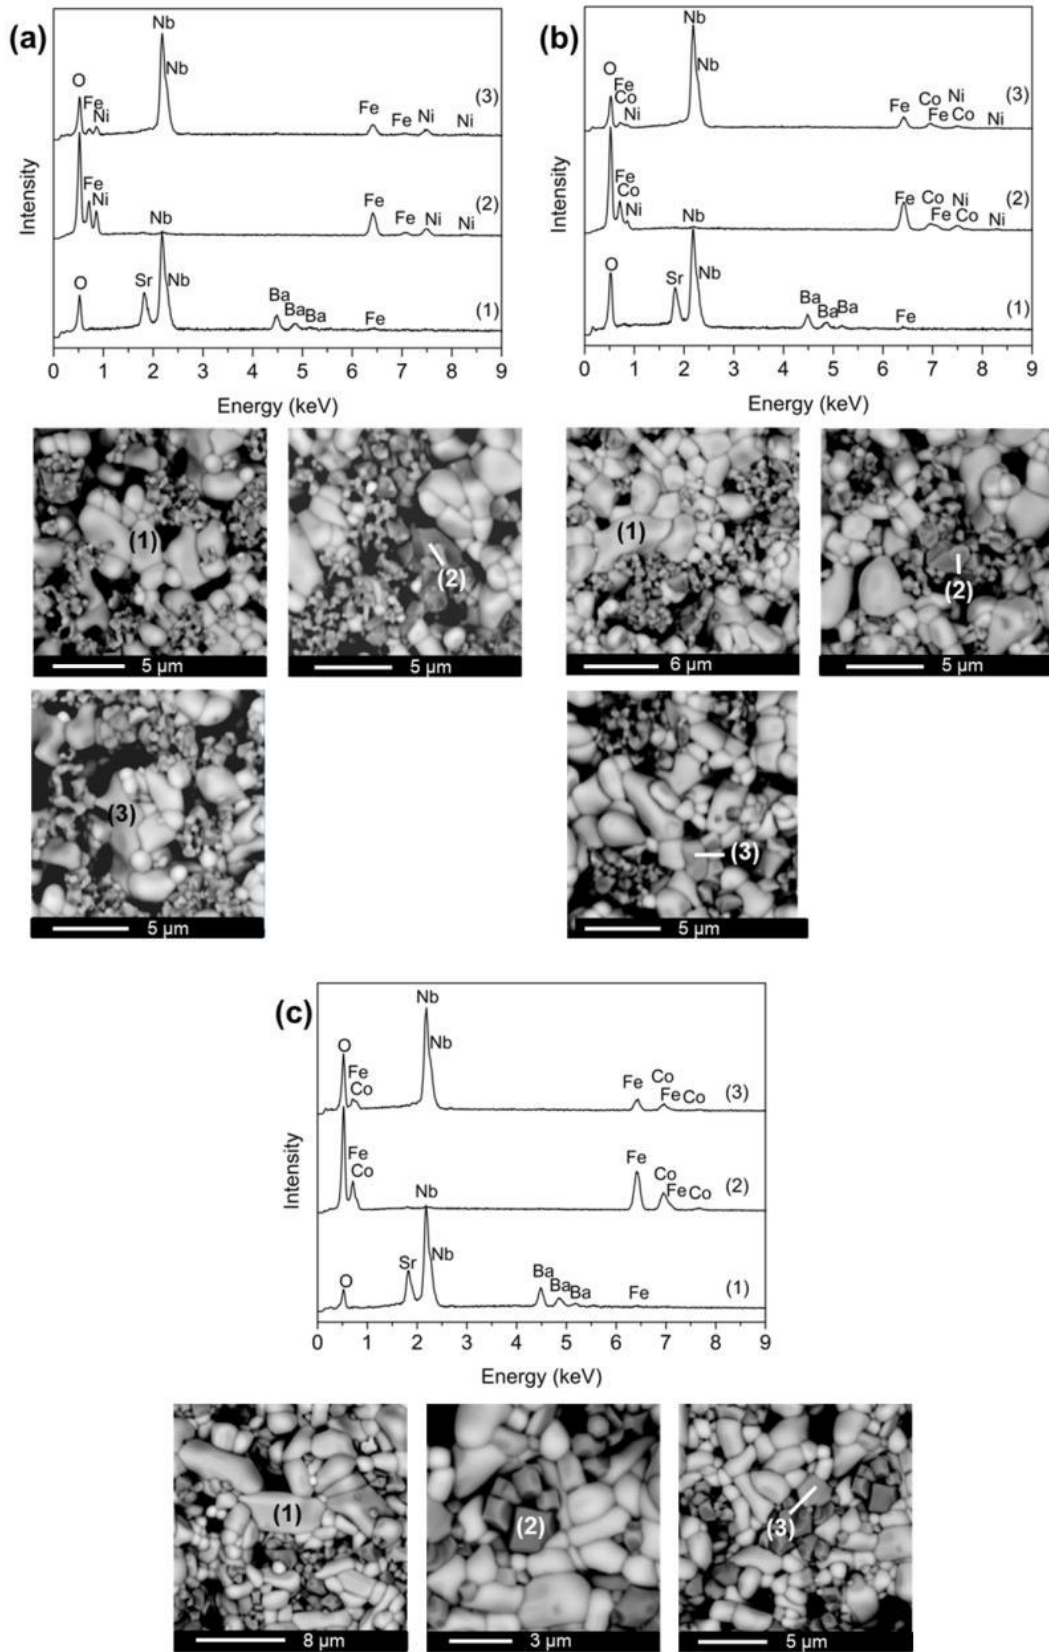 (a)
Nb
Nb
O
Fe
Ni
Fe
Fe
Ni
Ni
(3)
Fe
Ni
Nb
Fe
Fe
Ni
Ni
(2)
O
Sr
Nb
Ba
Ba
Ba
Fe
(1)
Intensity
0 1 2 3 4 5 6 7 8 9
Energy (keV)
(b)
Nb
Nb
O
Fe
Co
Ni
Fe
Co
Ni
Fe
Co
Ni
(3)
Fe
Co
Ni
Nb
Fe
Co
Ni
Fe
Co
Ni
(2)
O
Sr
Nb
Ba
Ba
Ba
Fe
(1)
Intensity
0 1 2 3 4 5 6 7 8 9
Energy (keV)
(1)
5 µm
(2)
5 µm
(1)
6 µm
(2)
5 µm
(3)
5 µm
(3)
5 µm
(c)
Nb
Nb
O
Fe
Co
Fe
Co
Fe
Co
(3)
Fe
Co
Nb
Fe
Co
Fe
Co
(2)
O
Sr
Nb
Ba
Ba
Ba
Fe
(1)
Intensity
0 1 2 3 4 5 6 7 8 9
Energy (keV)
(1)
8 µm
(2)
3 µm
(3)
5 µm